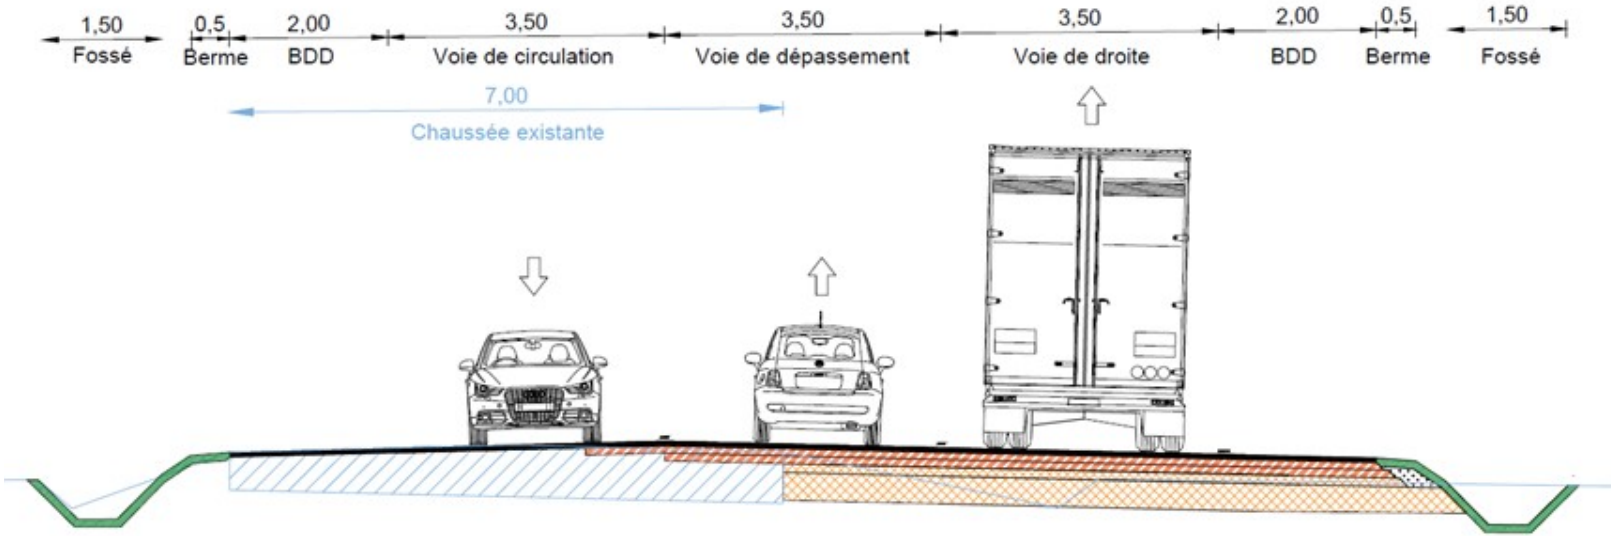 1,50 0,5 2,00 3,50 3,50 3,50 2,00 0,5 1,50
Fossé Berme BDD Voie de circulation Voie de dépassement Voie de droite BDD Berme Fossé
7,00
Chaussée existante